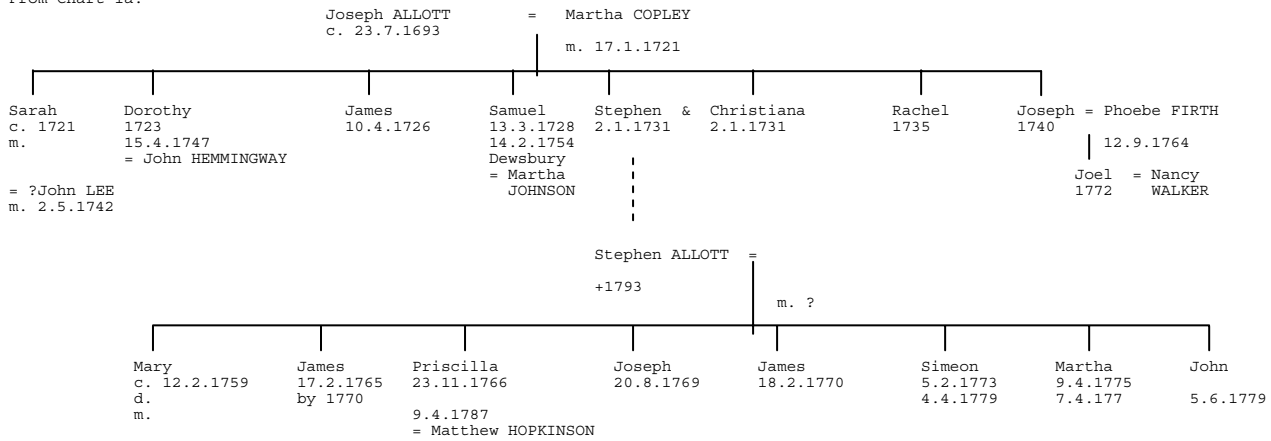 From Chart 1a:
Joseph ALLOTT = Martha COPLEY
c. 23.7.1693
m. 17.1.1721
Sarah Dorothy James Samuel Stephen & Christiana Rachel Joseph = Phoebe FIRTH
c. 1721 1723 10.4.1726 13.3.1728 2.1.1731 2.1.1731 1735 1740
m. 15.4.1747 14.2.1754 12.9.1764
= John HEMMINGWAY Dewsbury
= Martha Joel = Nancy
= ?John LEE JOHNSON 1772 WALKER
m. 2.5.1742
Stephen ALLOTT =
+1793
m. ?
Mary James Priscilla Joseph James Simeon Martha John
c. 12.2.1759 17.2.1765 23.11.1766 20.8.1769 18.2.1770 5.2.1773 9.4.1775
d. by 1770 4.4.1779 7.4.177 5.6.1779
m. 9.4.1787
= Matthew HOPKINSON